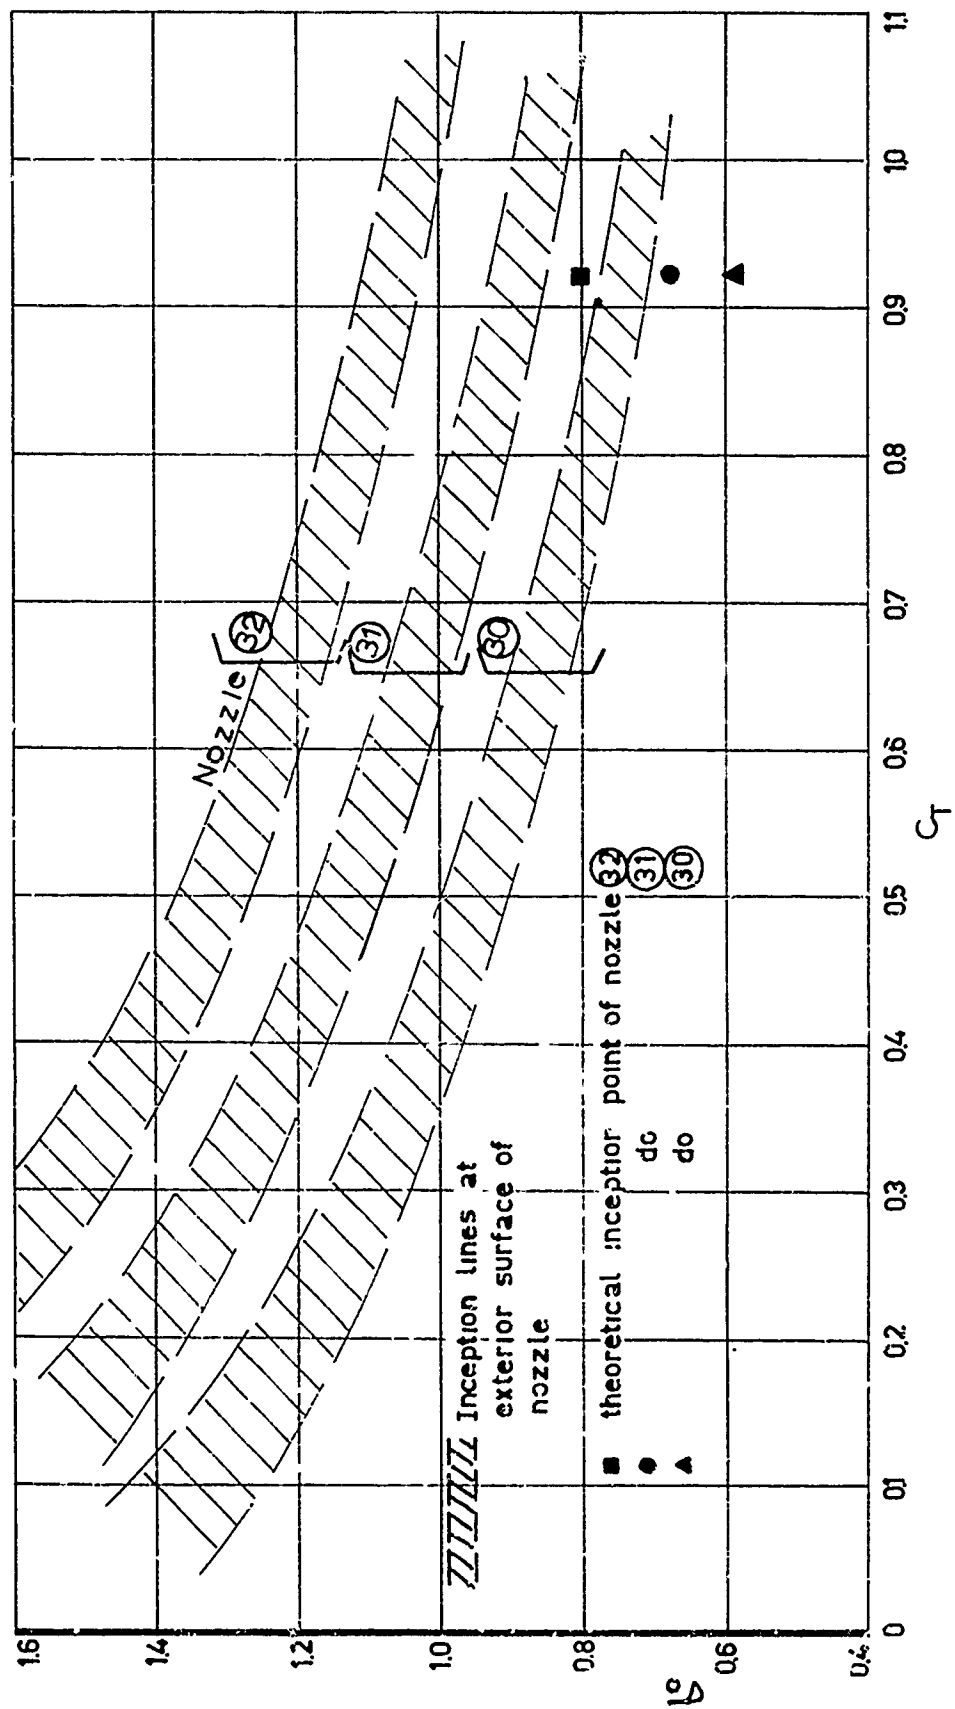 1.6
1.4
1.2
1.0
0.8
0.6
0.4
0
0.1
0.2
0.3
0.4
0.5
0.6
0.7
0.8
0.9
1.0
1.1
CT
Nozzle 32
31
30
Inception lines at
exterior surface of
nozzle
■ theoretical inception point of nozzle 32
● do 31
▲ do 30